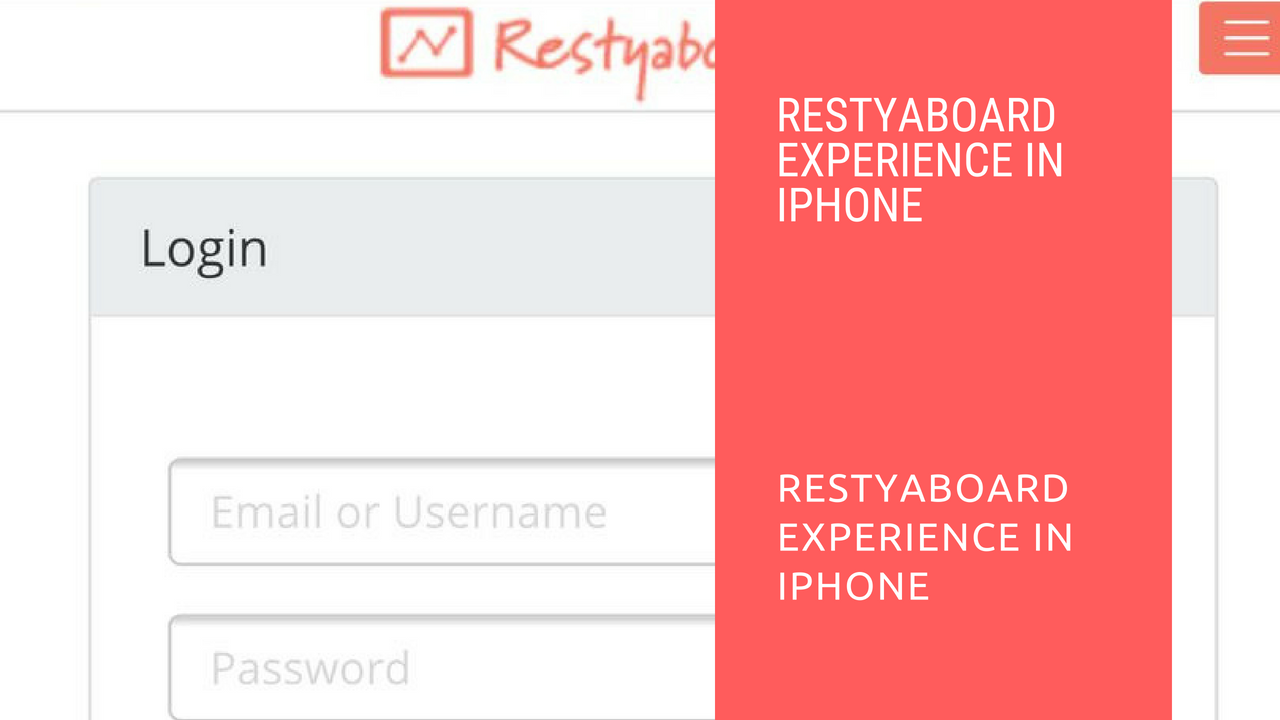 Restyabo
Login
Email or Username
Password
RESTYABOARD
EXPERIENCE IN
IPHONE
RESTYABOARD
EXPERIENCE IN
IPHONE